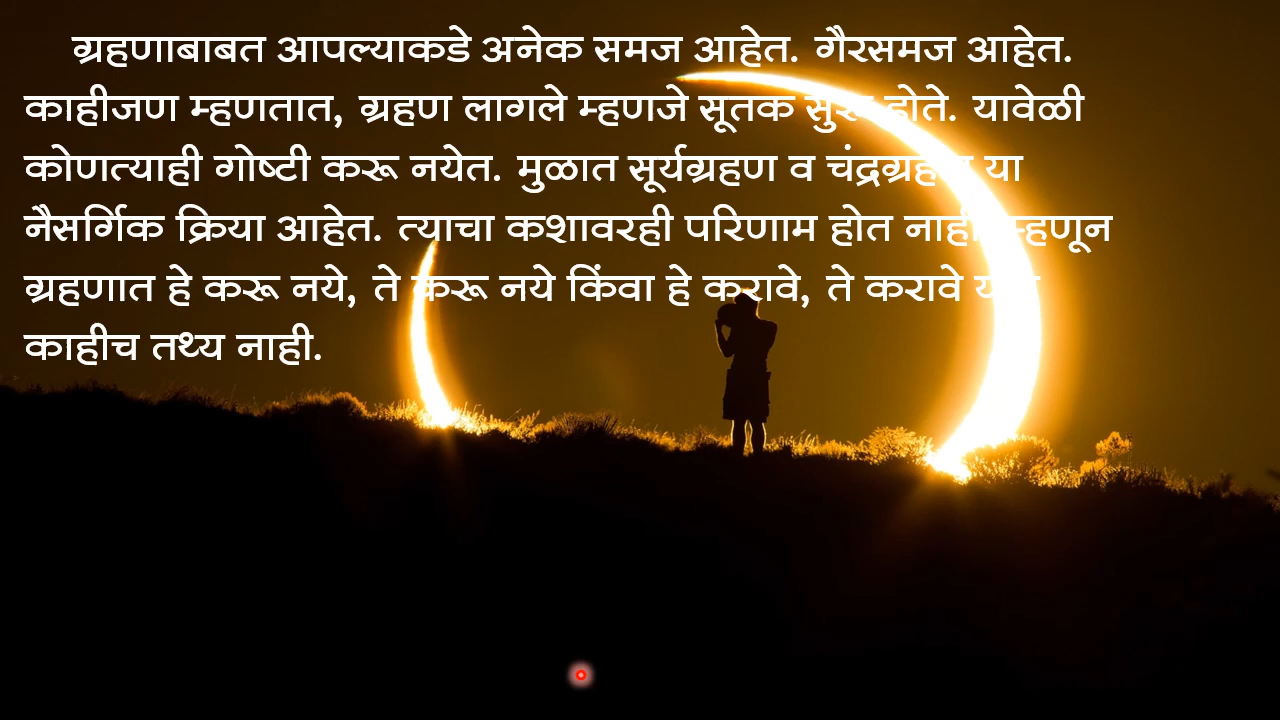 ग्रहणाबाबत आपल्याकडे अनेक समज आहेत. गैरसमज आहेत.
काहीजण म्हणतात, ग्रहण लागले म्हणजे सूतक सुरू होते. यावेळी
कोणत्याही गोष्टी करू नयेत. मुळात सूर्यग्रहण व चंद्रग्रहण या
नैसर्गिक क्रिया आहेत. त्याचा कशावरही परिणाम होत नाही. म्हणून
ग्रहणात हे करू नये, ते करू नये किंवा हे करावे, ते करावे
काहीच तथ्य नाही.